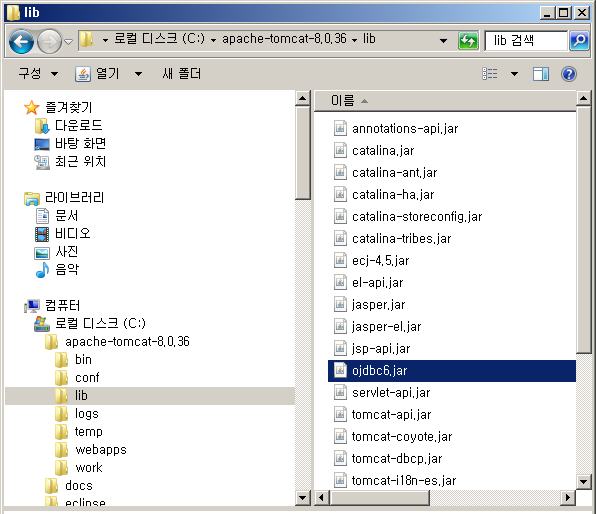 lib
로컬 디스크 (C:) apache-tomcat-8.0.36 lib
lib 검색
구성 열기 새 폴더
즐겨찾기
다운로드
바탕 화면
최근 위치
라이브러리
문서
비디오
사진
음악
컴퓨터
로컬 디스크 (C:)
apache-tomcat-8.0.36
bin
conf
lib
logs
temp
webapps
work
docs
eclipse
이름
annotations-api.jar
catalina.jar
catalina-ant.jar
catalina-ha.jar
catalina-storeconfig.jar
catalina-tribes.jar
ecj-4.5.jar
el-api.jar
jasper.jar
jasper-el.jar
jsp-api.jar
ojdbc6.jar
servlet-api.jar
tomcat-api.jar
tomcat-coyote.jar
tomcat-dbcp.jar
tomcat-i18n-es.jar